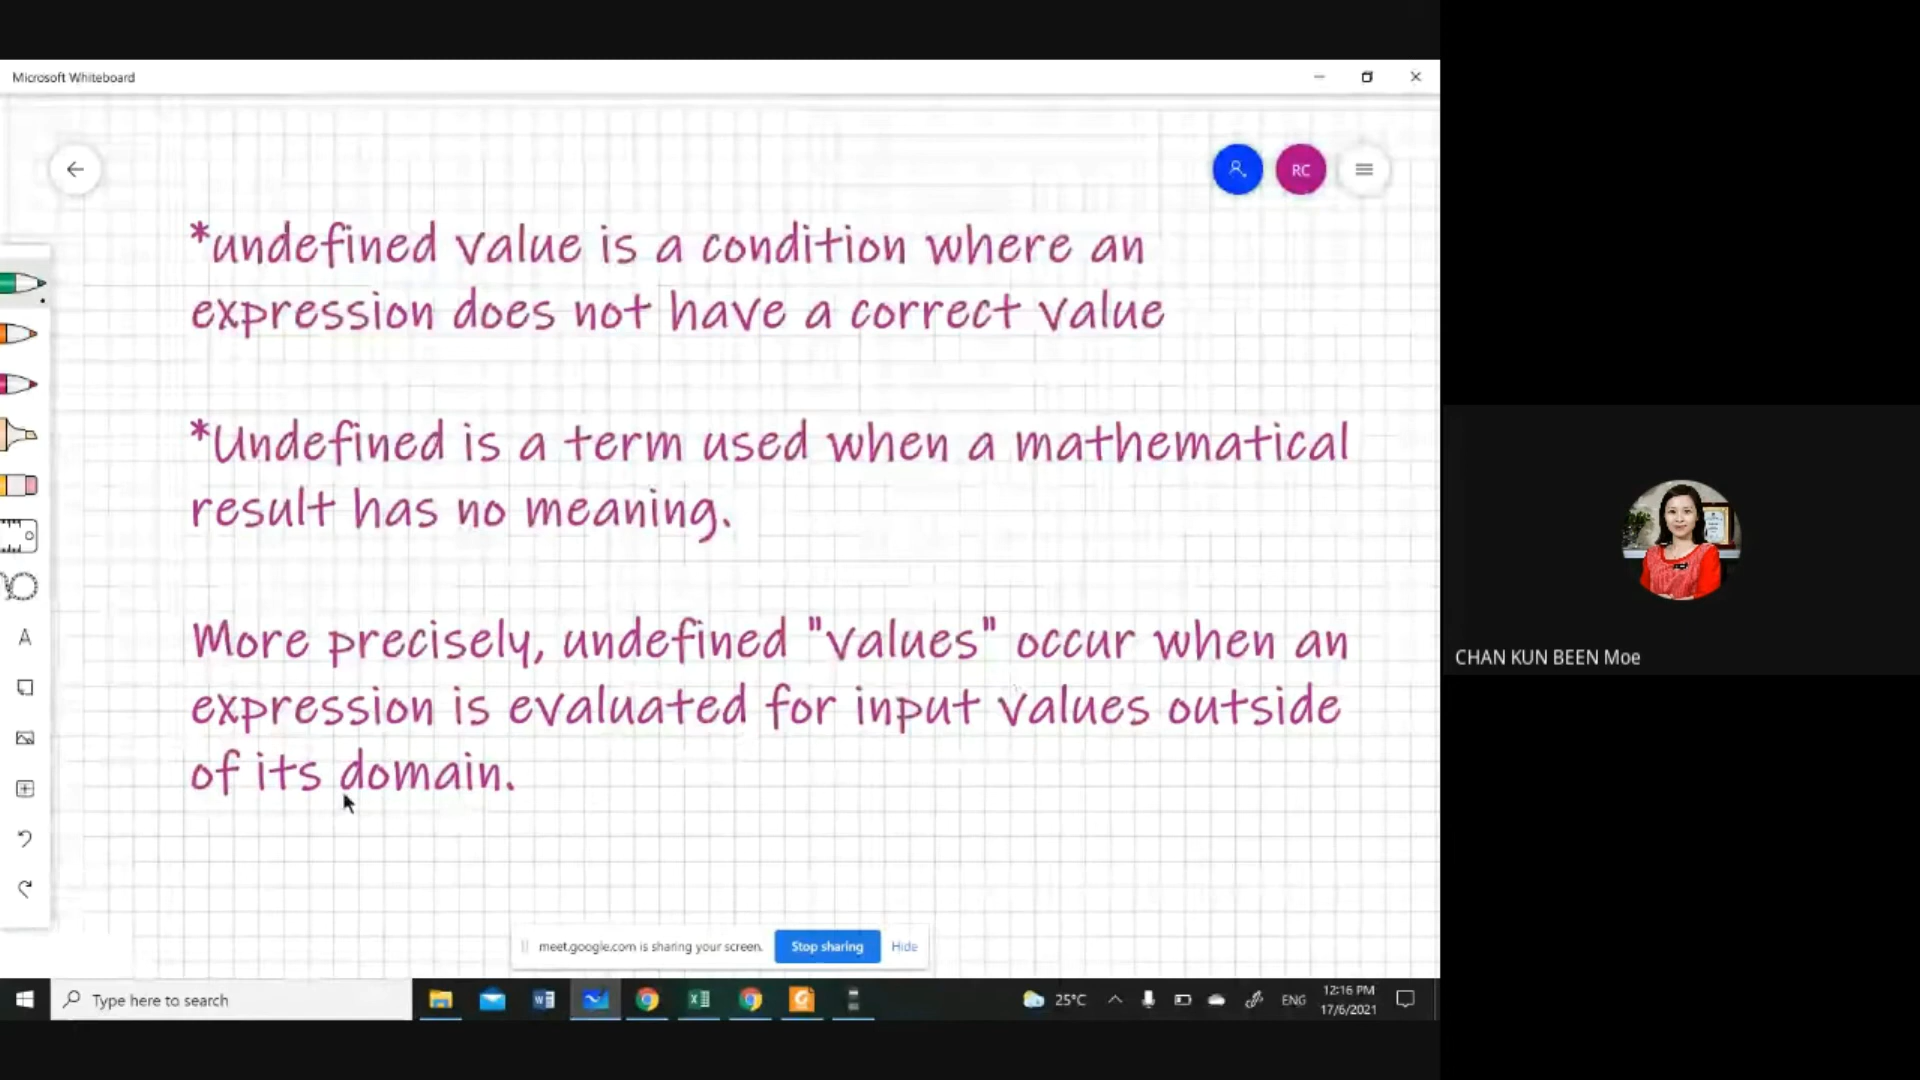 Microsoft Whiteboard
RC
*undefined value is a condition where an
expression does not have a correct value
*Undefined is a term used when a mathematical
result has no meaning.
More precisely, undefined "values" occur when an
expression is evaluated for input values outside
of its domain.
CHAN KUN BEEN Moe
meet.google.com is sharing your screen.
Stop sharing
Hide
Type here to search
25°C
ENG
12:16 PM
17/6/2021